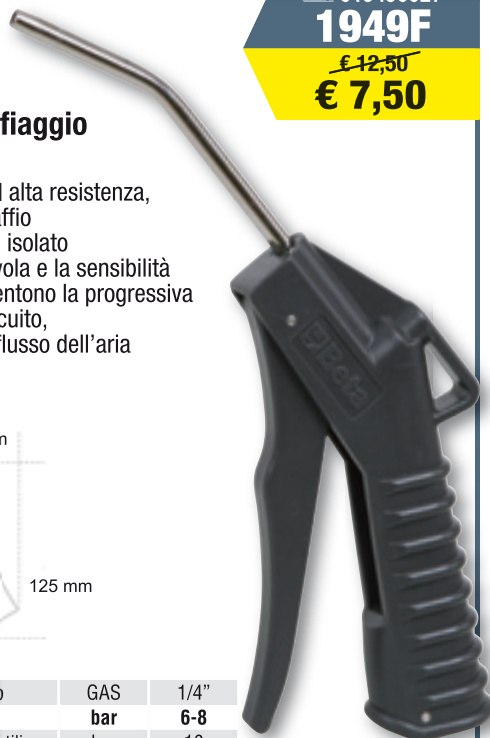 1949F
€ 12,50
€ 7,50
fiaggio
alta resistenza,
ffio
isolato
vola e la sensibilità
entono la progressiva
cuito,
flusso dell’aria
Beta
125 mm
GAS 1/4”
bar 6-8